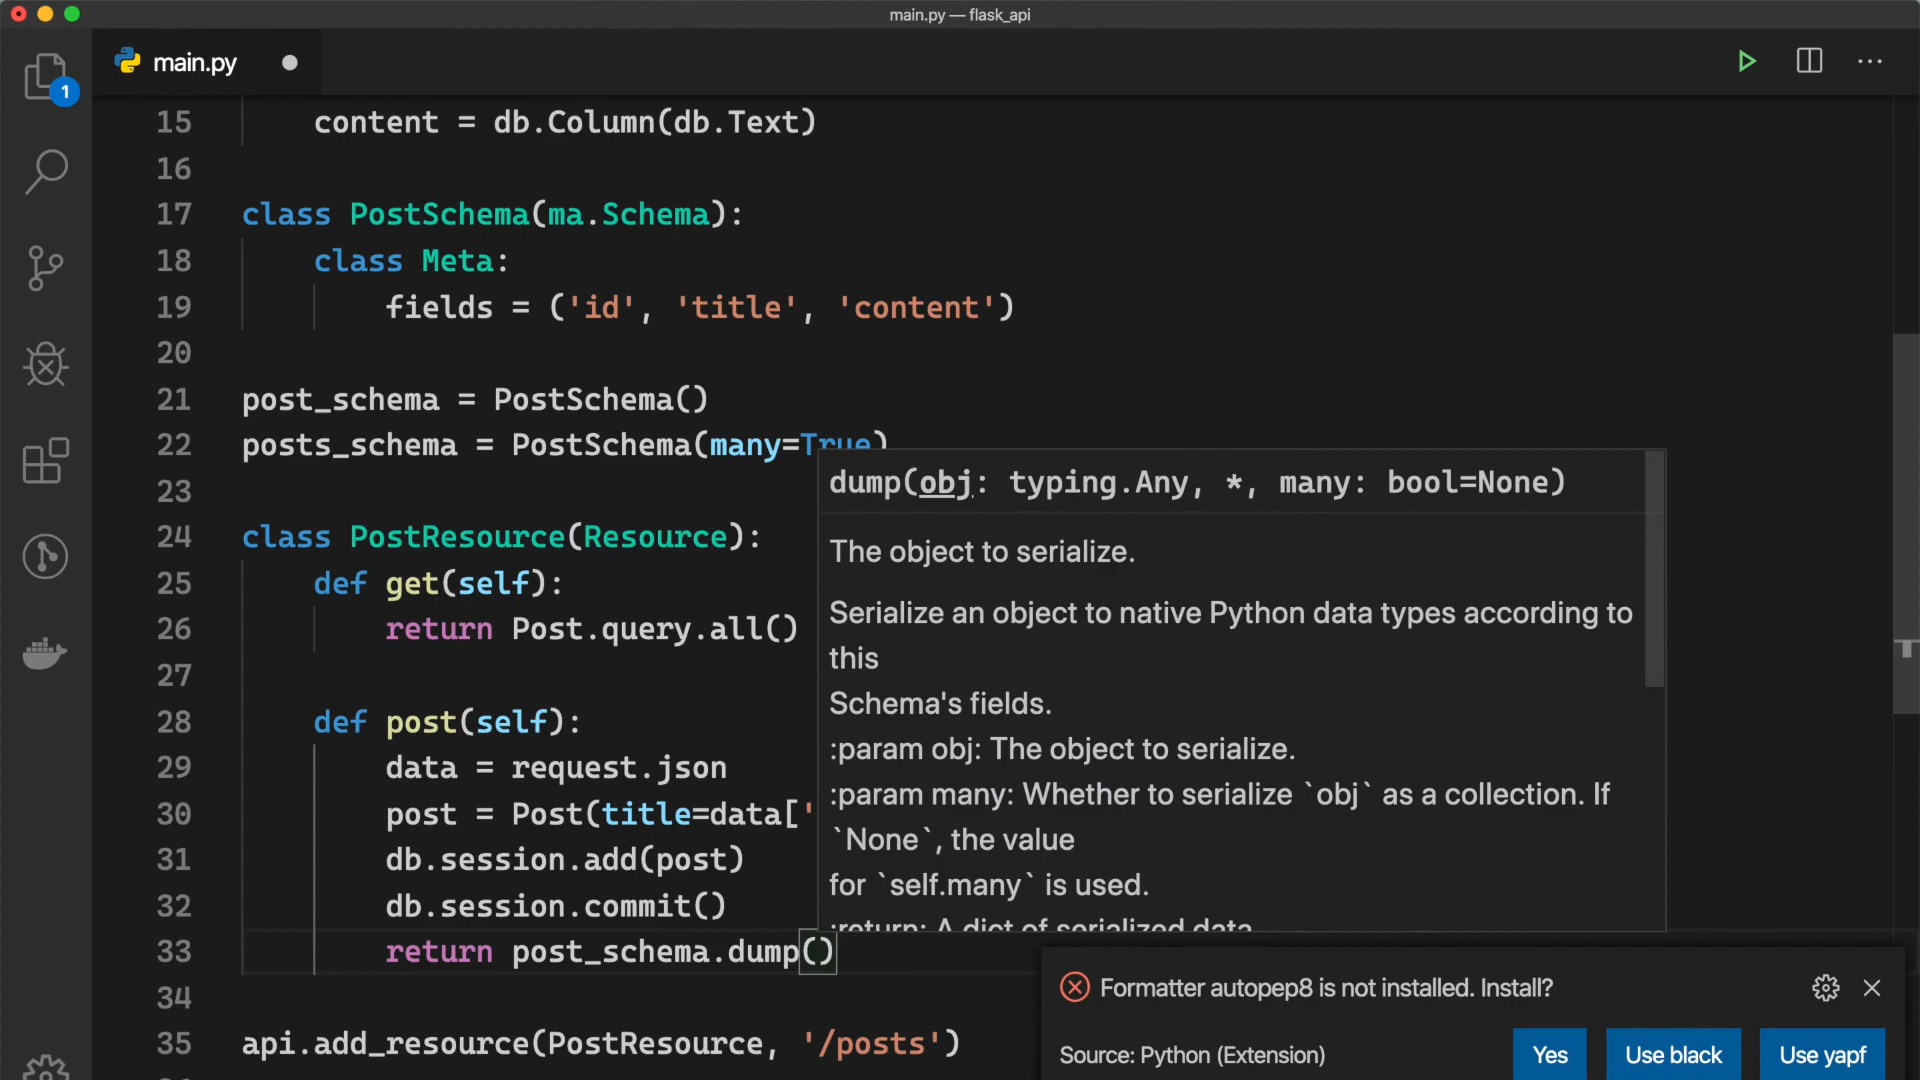 main.py — flask_api
1
main.py
15 content = db.Column(db.Text)
16
17 class PostSchema(ma.Schema):
18 class Meta:
19 fields = ('id', 'title', 'content')
20
21 post_schema = PostSchema()
22 posts_schema = PostSchema(many=True)
23
24 class PostResource(Resource):
25 def get(self):
26 return Post.query.all()
27
28 def post(self):
29 data = request.json
30 post = Post(title=data['
31 db.session.add(post)
32 db.session.commit()
33 return post_schema.dump()
34
35 api.add_resource(PostResource, '/posts')
dump(obj: typing.Any, *, many: bool=None)
The object to serialize.
Serialize an object to native Python data types according to
this
Schema's fields.
:param obj: The object to serialize.
:param many: Whether to serialize `obj` as a collection. If
`None`, the value
for `self.many` is used.
:return: A dict of serialized data
Formatter autopep8 is not installed. Install?
Source: Python (Extension)
Yes
Use black
Use yapf